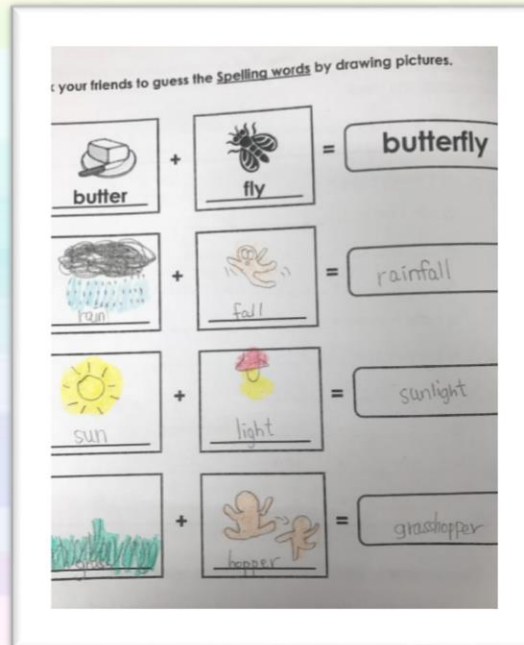 your friends to guess the Spelling words by drawing pictures.
butter + fly = butterfly
rain + fall = rainfall
sun + light = sunlight
grass + hopper = grasshopper